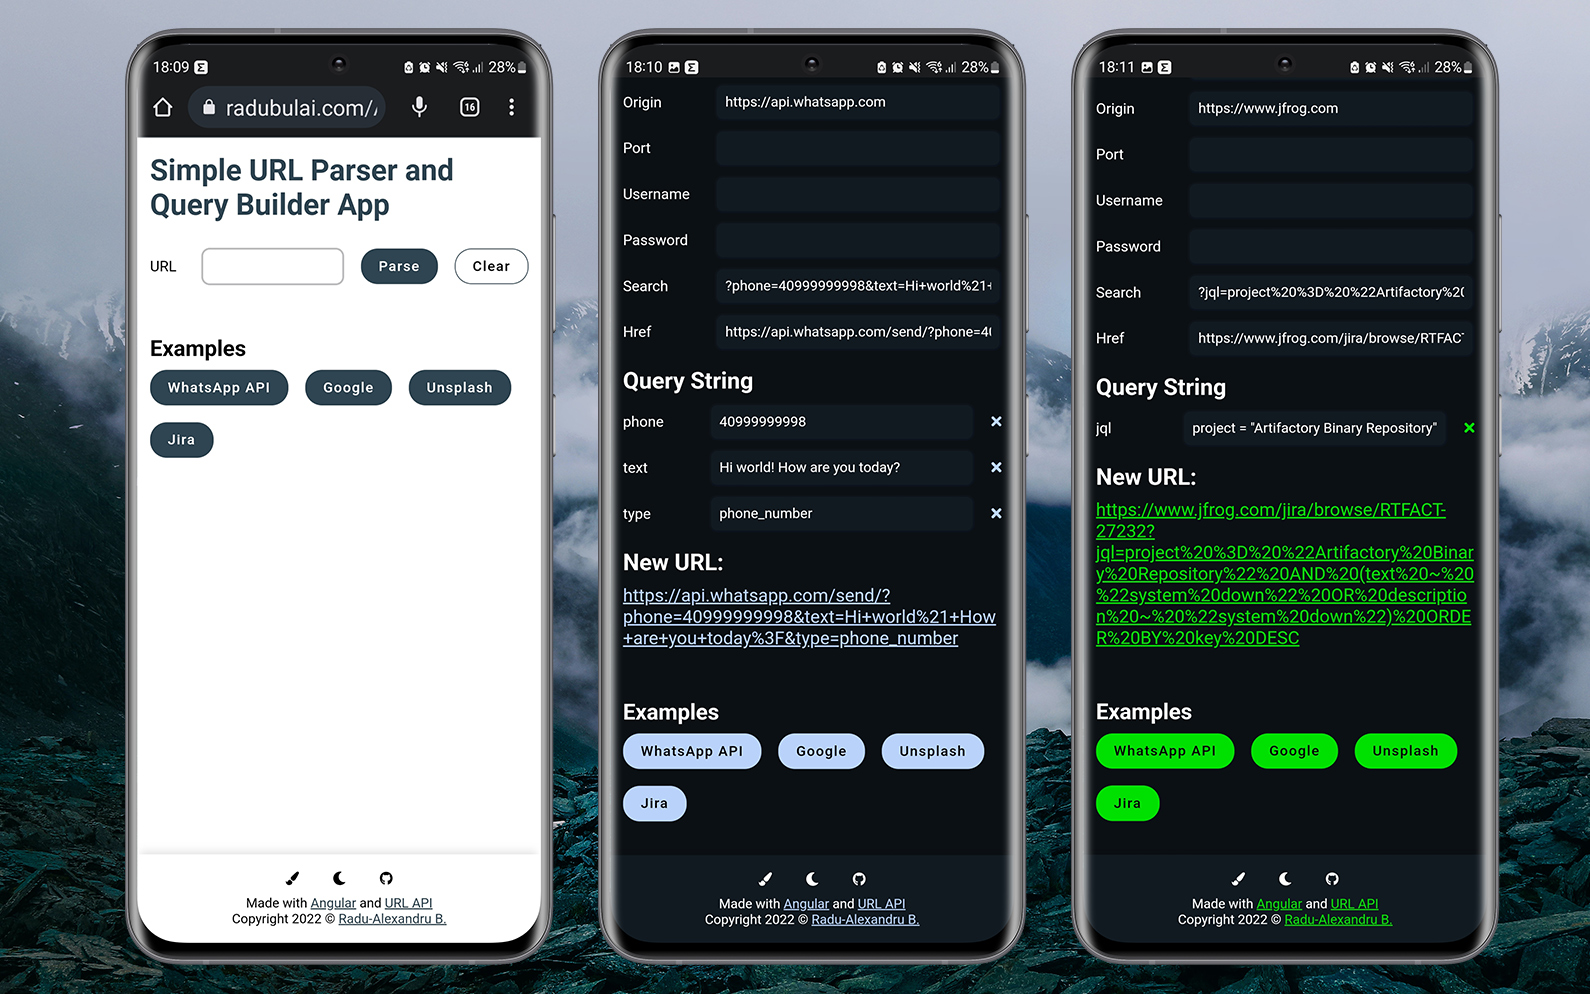 18:09
28%
radubulai.com/
16
Simple URL Parser and
Query Builder App
URL
Parse
Clear
Examples
WhatsApp API
Google
Unsplash
Jira
Made with Angular and URL API
Copyright 2022 © Radu-Alexandru B.
18:10
28%
Origin
https://api.whatsapp.com
Port
Username
Password
Search
?phone=40999999998&text=Hi+world%21+
Href
https://api.whatsapp.com/send/?phone=40
Query String
phone
40999999998
text
Hi world! How are you today?
type
phone_number
New URL:
https://api.whatsapp.com/send/?
phone=40999999998&text=Hi+world%21+How
+are+you+today%3F&type=phone_number
Examples
WhatsApp API
Google
Unsplash
Jira
Made with Angular and URL API
Copyright 2022 © Radu-Alexandru B.
18:11
28%
Origin
https://www.jfrog.com
Port
Username
Password
Search
?jql=project%20%3D%20%22Artifactory%20
Href
https://www.jfrog.com/jira/browse/RTFAC
Query String
jql
project = "Artifactory Binary Repository"
New URL:
https://www.jfrog.com/jira/browse/RTFACT-
27232?
jql=project%20%3D%20%22Artifactory%20Binar
y%20Repository%22%20AND%20(text%20~%20
%22system%20down%22%20OR%20descriptio
n%20~%20%22system%20down%22)%20ORDE
R%20BY%20key%20DESC
Examples
WhatsApp API
Google
Unsplash
Jira
Made with Angular and URL API
Copyright 2022 © Radu-Alexandru B.